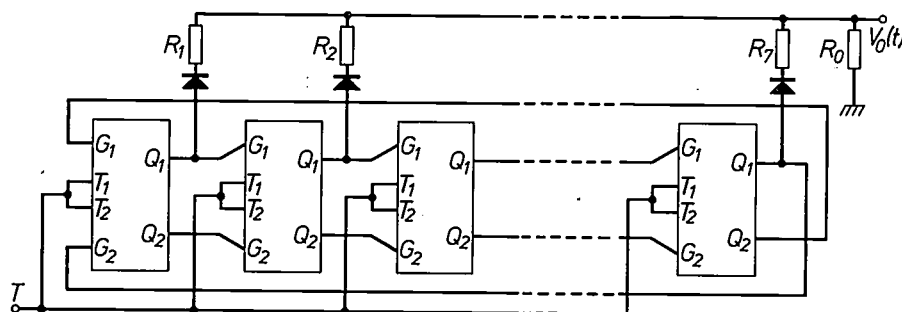 R₁
R₂
R₇
R₀
V₀(t)
G₁ Q₁
T₁
T₂
G₂ Q₂
G₁ Q₁
T₁
T₂
G₂ Q₂
G₁ Q₁
T₁
T₂
G₂ Q₂
G₁ Q₁
T₁
T₂
G₂ Q₂
T